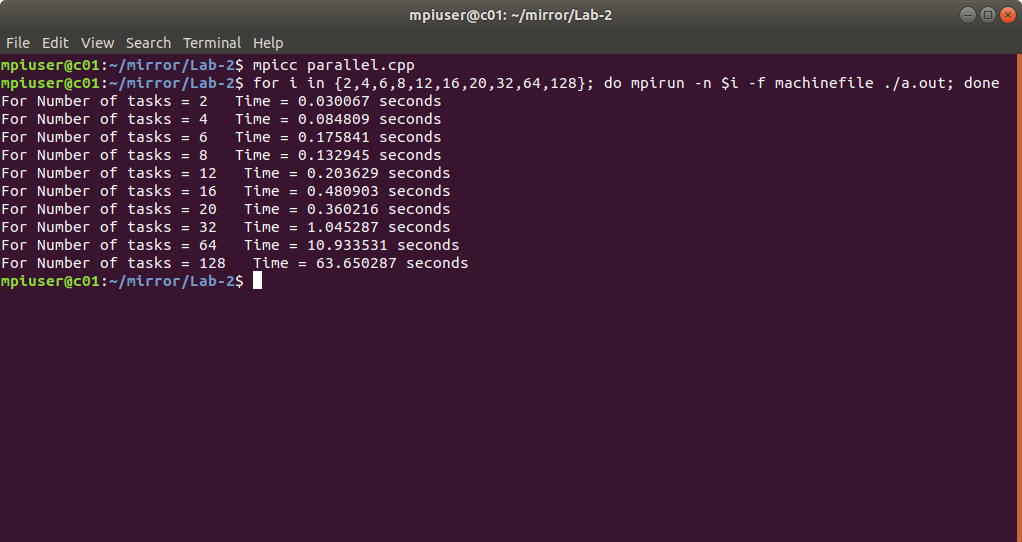 mpiuser@c01: ~/mirror/Lab-2
File Edit View Search Terminal Help
mpiuser@c01:~/mirror/Lab-2$ mpicc parallel.cpp
mpiuser@c01:~/mirror/Lab-2$ for i in {2,4,6,8,12,16,20,32,64,128}; do mpirun -n $i -f machinefile ./a.out; done
For Number of tasks = 2   Time = 0.030067 seconds
For Number of tasks = 4   Time = 0.084809 seconds
For Number of tasks = 6   Time = 0.175841 seconds
For Number of tasks = 8   Time = 0.132945 seconds
For Number of tasks = 12   Time = 0.203629 seconds
For Number of tasks = 16   Time = 0.480903 seconds
For Number of tasks = 20   Time = 0.360216 seconds
For Number of tasks = 32   Time = 1.045287 seconds
For Number of tasks = 64   Time = 10.933531 seconds
For Number of tasks = 128   Time = 63.650287 seconds
mpiuser@c01:~/mirror/Lab-2$